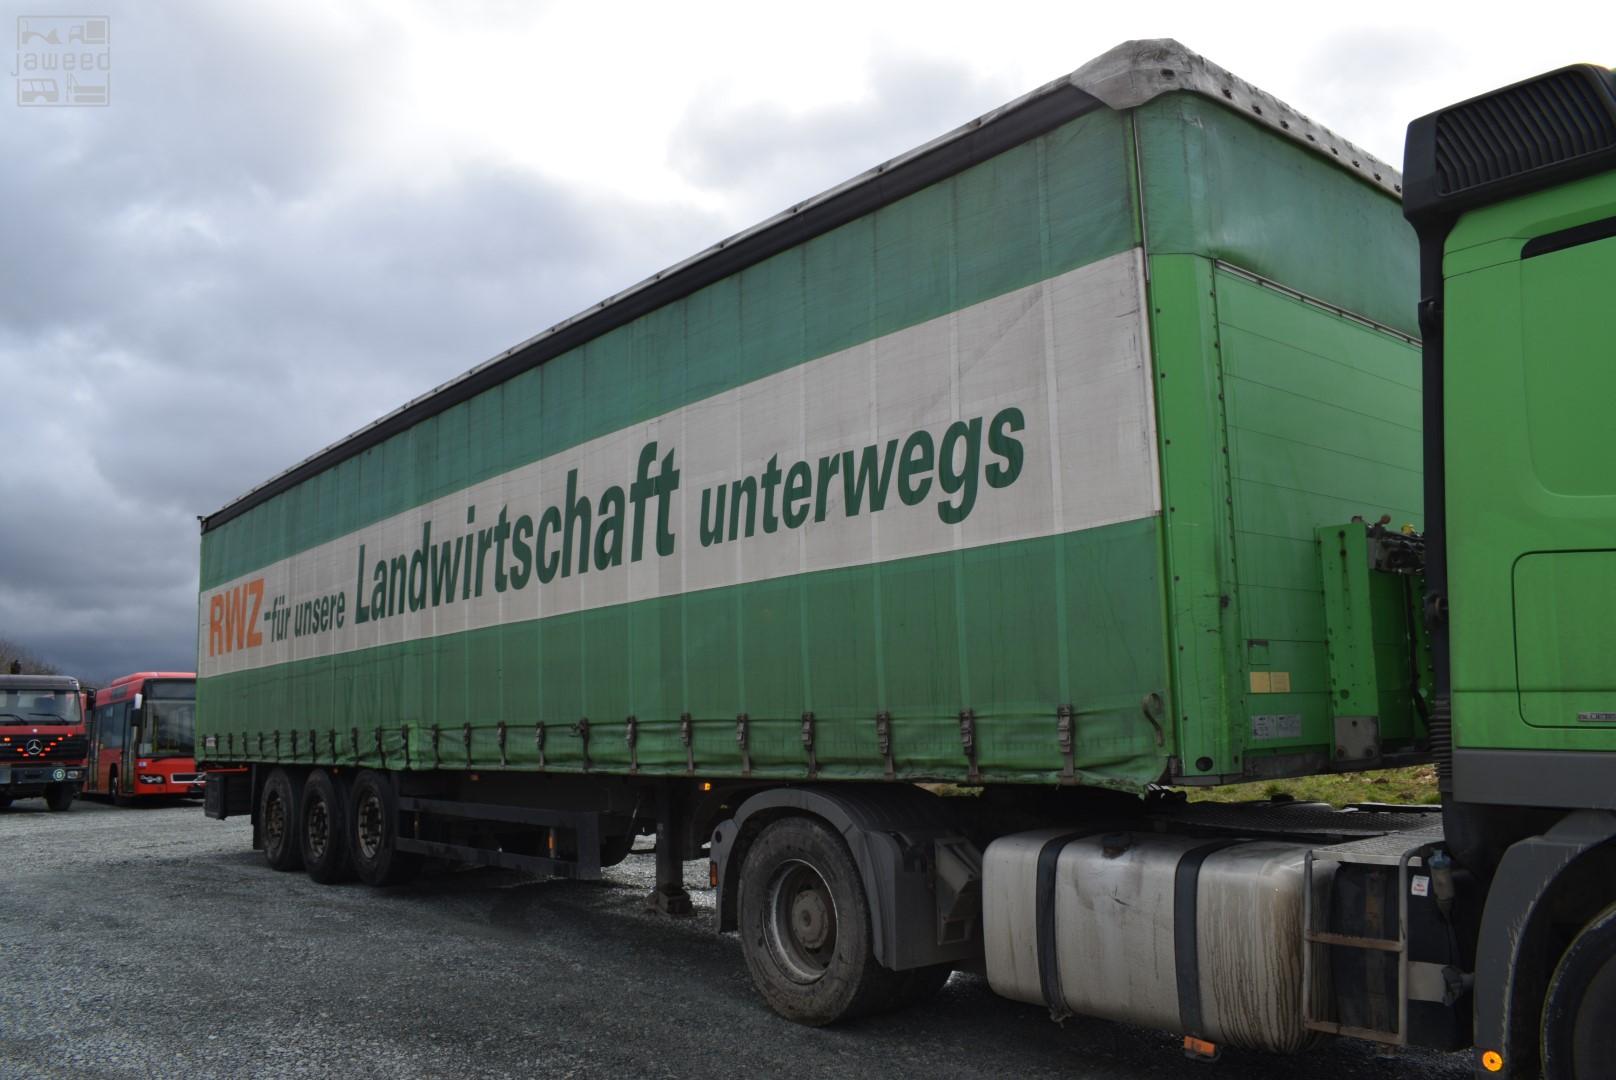 jaweed
RWZ-für unsere Landwirtschaft unterwegs